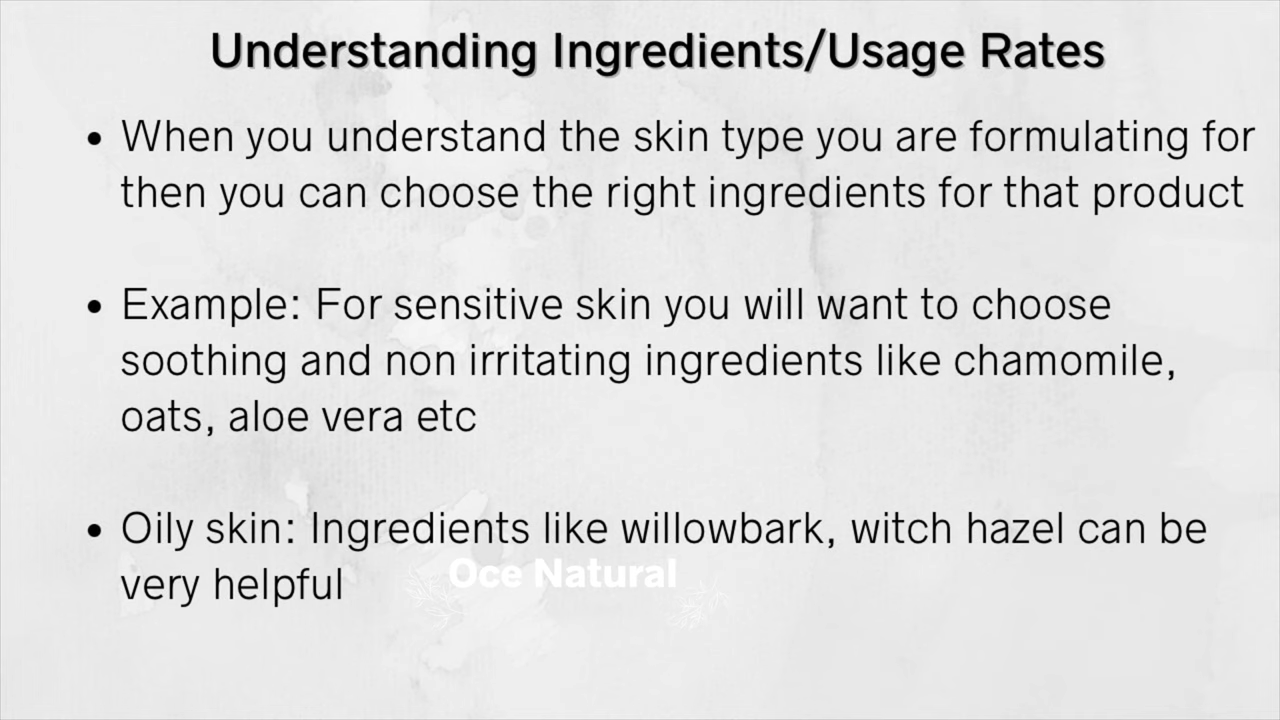 Understanding Ingredients/Usage Rates
• When you understand the skin type you are formulating for
then you can choose the right ingredients for that product
• Example: For sensitive skin you will want to choose
soothing and non irritating ingredients like chamomile,
oats, aloe vera etc
• Oily skin: Ingredients like willowbark, witch hazel can be
very helpful
Oce Natural